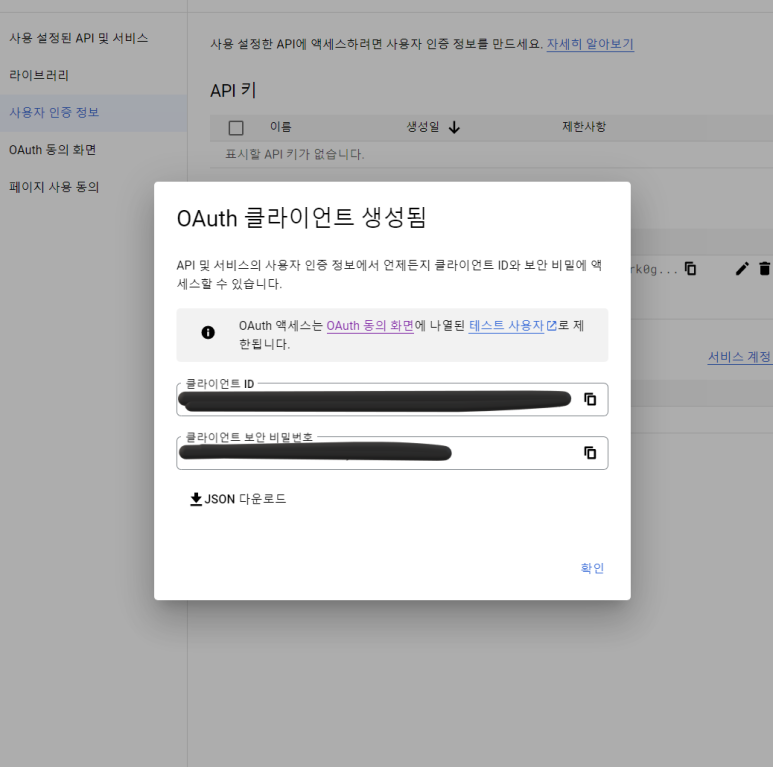 사용 설정된 API 및 서비스
라이브러리
사용자 인증 정보
OAuth 동의 화면
페이지 사용 동의
사용 설정한 API에 액세스하려면 사용자 인증 정보를 만드세요. 자세히 알아보기
API 키
이름 생성일 제한사항
표시할 API 키가 없습니다.
rk0g...
서비스 계정
OAuth 클라이언트 생성됨
API 및 서비스의 사용자 인증 정보에서 언제든지 클라이언트 ID와 보안 비밀에 액
세스할 수 있습니다.
OAuth 액세스는 OAuth 동의 화면에 나열된 테스트 사용자로 제
한됩니다.
클라이언트 ID
클라이언트 보안 비밀번호
JSON 다운로드
확인